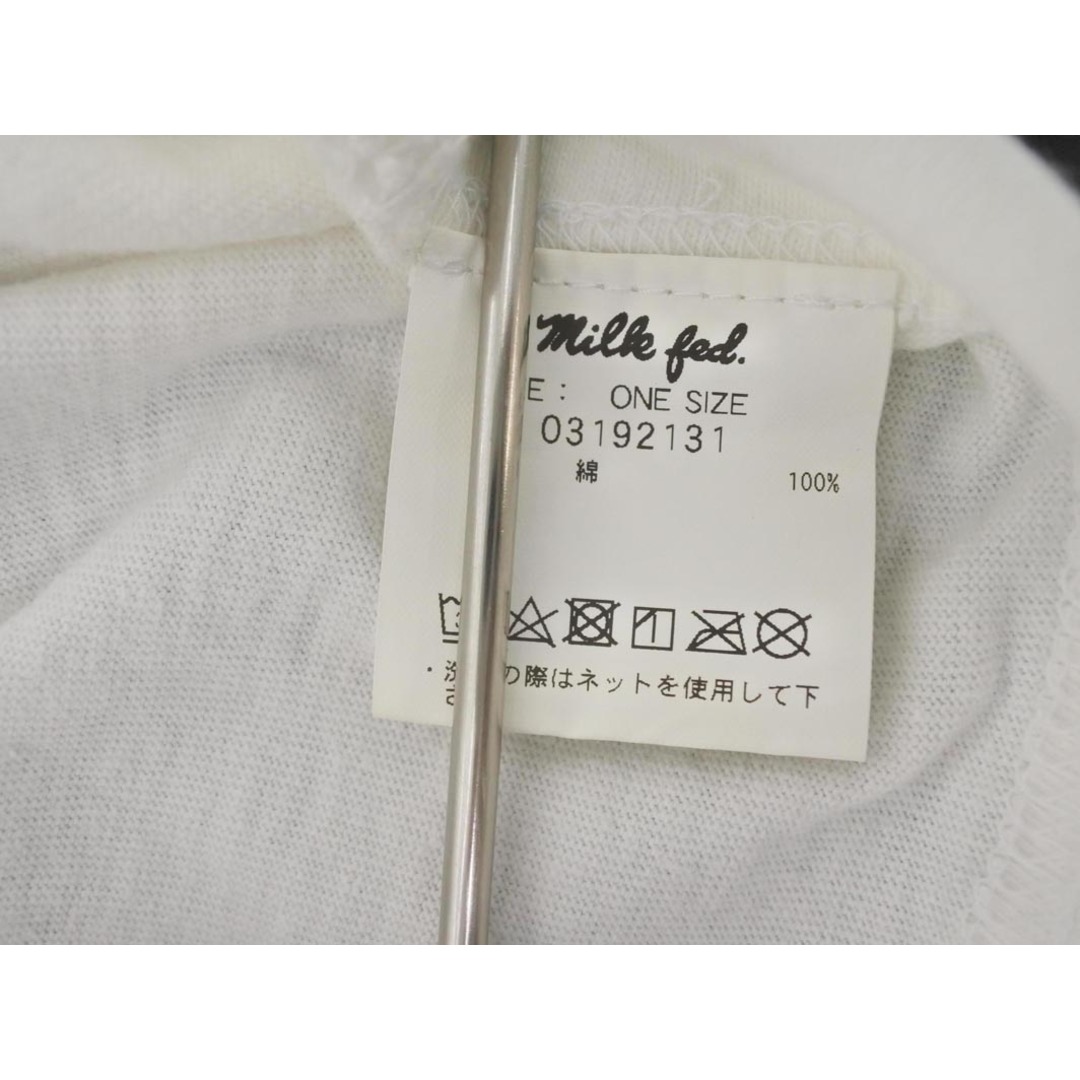 Milk fed.
E： ONE SIZE
03192131
綿 100%
の際はネットを使用して下